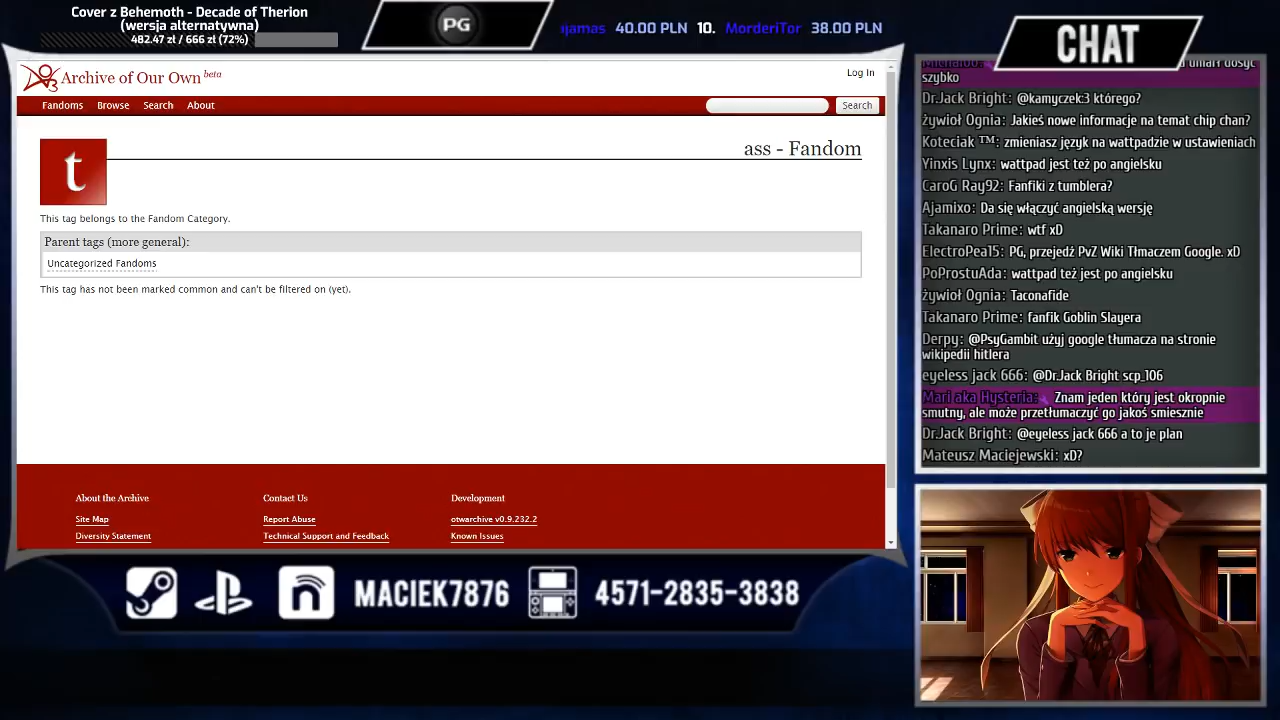 Cover z Behemoth - Decade of Therion
(wersja alternatywna)
482.47 zł / 666 zł (72%)
PG
ijamas 40.00 PLN 10. MorderiTor 38.00 PLN
CHAT
Archive of Our Own beta
Log In
Fandoms Browse Search About Search
t
ass - Fandom
This tag belongs to the Fandom Category.
Parent tags (more general):
Uncategorized Fandoms
This tag has not been marked common and can't be filtered on (yet).
About the Archive
Site Map
Diversity Statement
Contact Us
Report Abuse
Technical Support and Feedback
Development
otwarchive v0.9.232.2
Known Issues
umarł dosyć
szybko
Dr.Jack Bright: @kamyczek:3 którego?
żywioł Ognia: Jakieś nowe informacje na temat chip chan?
Koteciak ™: zmieniasz język na wattpadzie w ustawieniach
Yinxis Lynx: wattpad jest też po angielsku
CaroG Ray92: Fanfiki z tumblera?
Ajamixo: Da się włączyć angielską wersję
Takanaro Prime: wtf xD
ElectroPea15: PG, przejedź PvZ Wiki Tłmaczem Google. xD
PoProstuAda: wattpad też jest po angielsku
żywioł Ognia: Taconafide
Takanaro Prime: fanfik Goblin Slayera
Derpy: @PsyGambit użyj google tłumacza na stronie
wikipedii hitlera
eyeless jack 666: @Dr.Jack Bright scp_106
Mari aka Hysteria: Znam jeden który jest okropnie
smutny, ale może przetłumaczyć go jakoś smiesznie
Dr.Jack Bright: @eyeless jack 666 a to je plan
Mateusz Maciejewski: xD?
MACIEK7876
4571-2835-3838